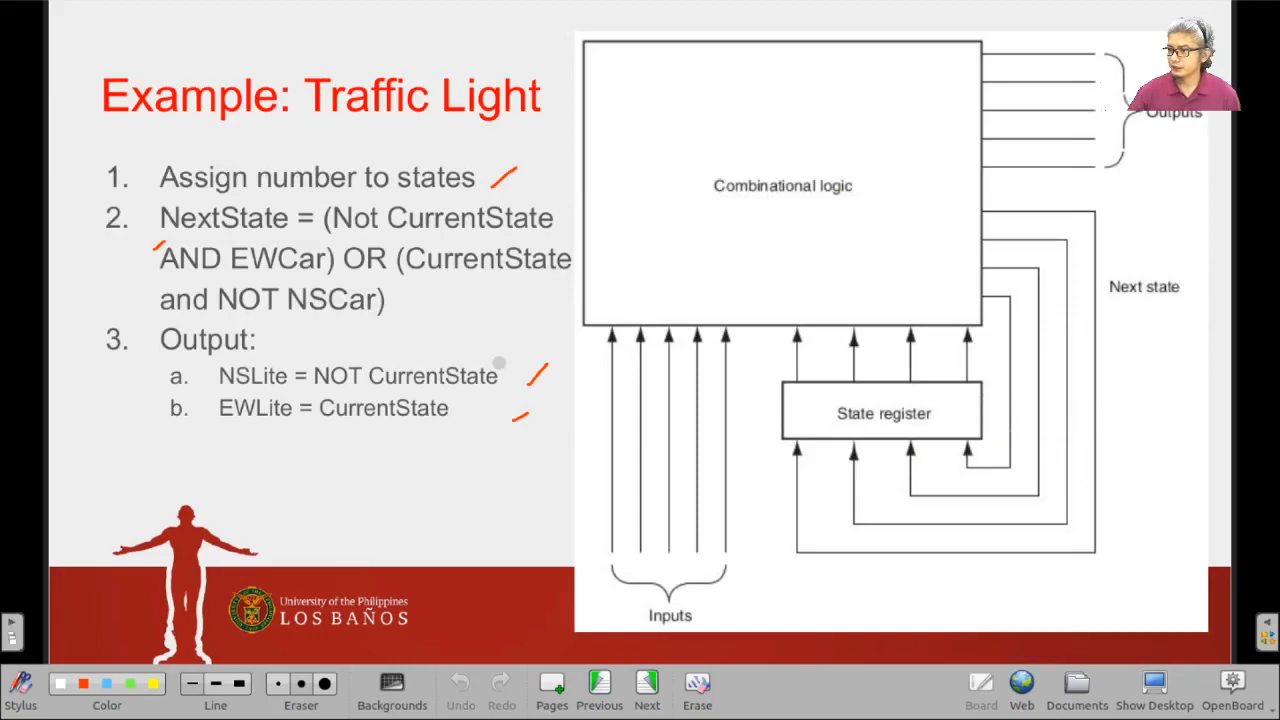 Example: Traffic Light
1. Assign number to states
2. NextState = (Not CurrentState
AND EWCar) OR (CurrentState
and NOT NSCar)
3. Output:
a. NSLite = NOT CurrentState
b. EWLite = CurrentState
Combinational logic
Outputs
Next state
State register
Inputs
University of the Philippines
LOS BAÑOS
Stylus
Color
Line
Eraser
Backgrounds
Undo
Redo
Pages
Previous
Next
Erase
Board
Web
Documents
Show Desktop
OpenBoard